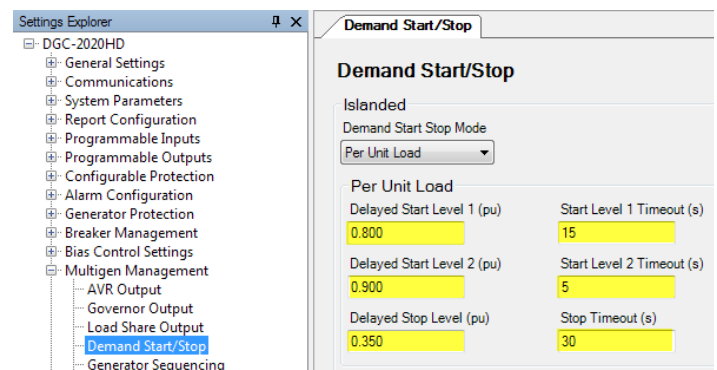 Settings Explorer
DGC-2020HD
General Settings
Communications
System Parameters
Report Configuration
Programmable Inputs
Programmable Outputs
Configurable Protection
Alarm Configuration
Generator Protection
Breaker Management
Bias Control Settings
Multigen Management
AVR Output
Governor Output
Load Share Output
Demand Start/Stop
Generator Sequencing
Demand Start/Stop
Demand Start/Stop
Islanded
Demand Start Stop Mode
Per Unit Load
Per Unit Load
Delayed Start Level 1 (pu) Start Level 1 Timeout (s)
0.800 15
Delayed Start Level 2 (pu) Start Level 2 Timeout (s)
0.900 5
Delayed Stop Level (pu) Stop Timeout (s)
0.350 30